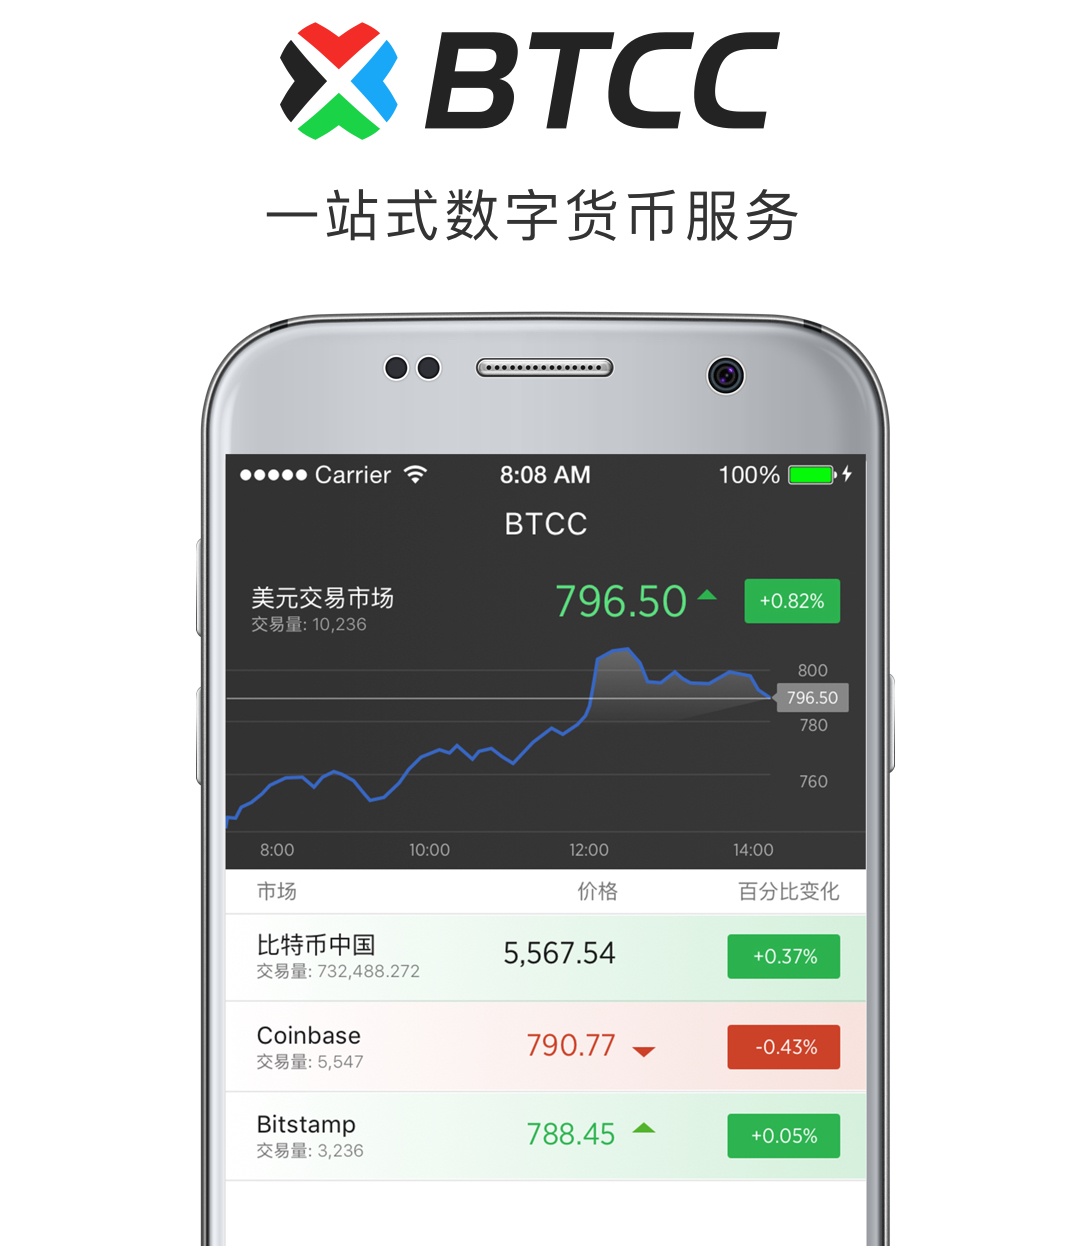 BTCC
一站式数字货币服务
Carrier 8:08 AM 100%
BTCC
美元交易市场 796.50 +0.82%
交易量: 10,236
800
796.50
780
760
8:00 10:00 12:00 14:00
市场 价格 百分比变化
比特币中国 5,567.54 +0.37%
交易量: 732,488.272
Coinbase 790.77 -0.43%
交易量: 5,547
Bitstamp 788.45 +0.05%
交易量: 3,236